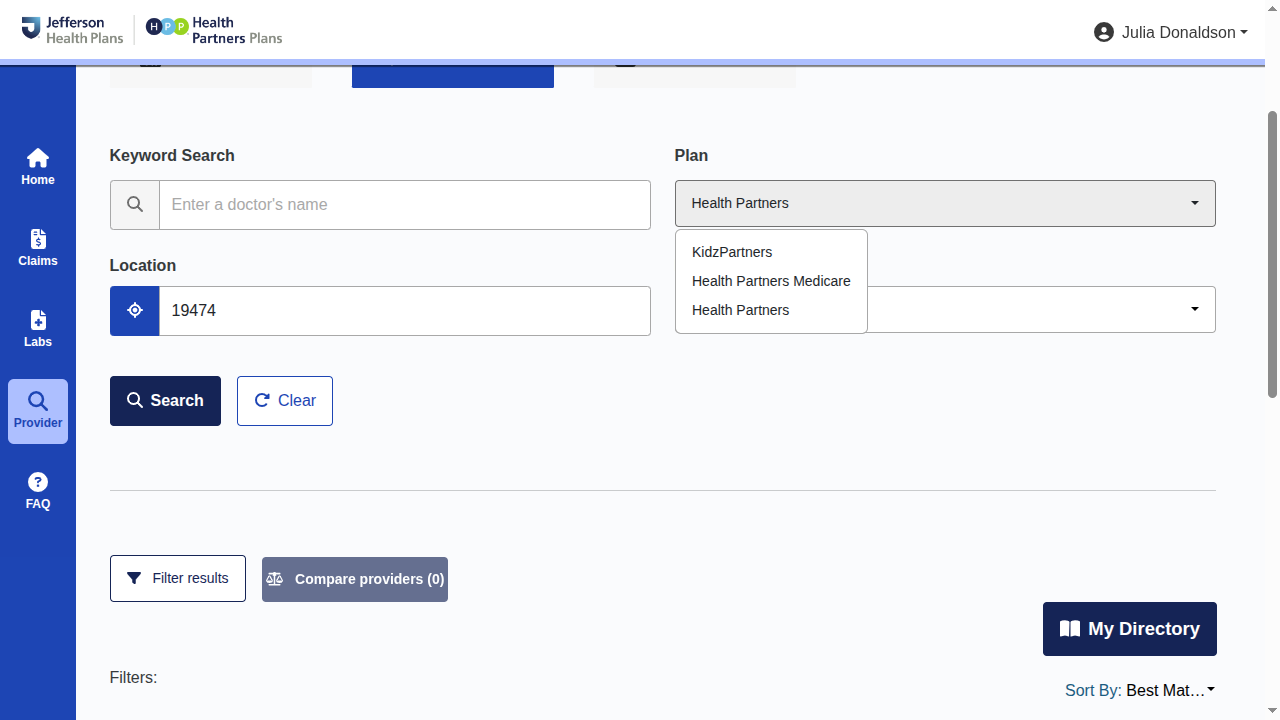 Jefferson
Health Plans
HPP
Health
Partners Plans
Julia Donaldson
Home
Claims
Labs
Provider
FAQ
Keyword Search
Enter a doctor's name
Plan
Health Partners
KidzPartners
Health Partners Medicare
Health Partners
Location
19474
Search
Clear
Filter results
Compare providers (0)
My Directory
Filters:
Sort By: Best Mat...